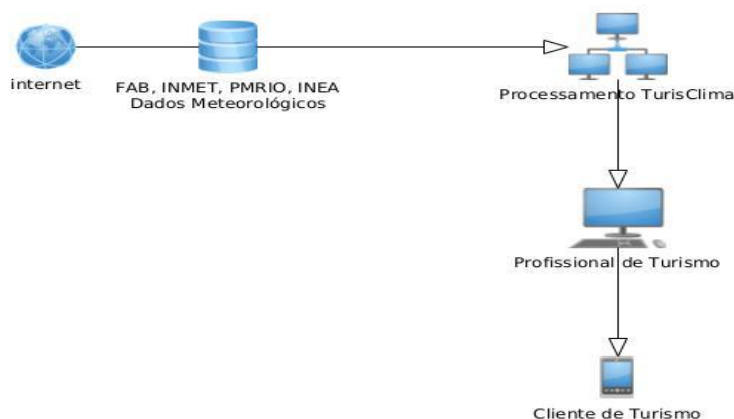 internet
FAB, INMET, PMRIO, INEA
Dados Meteorológicos
Processamento TurisClima
Profissional de Turismo
Cliente de Turismo